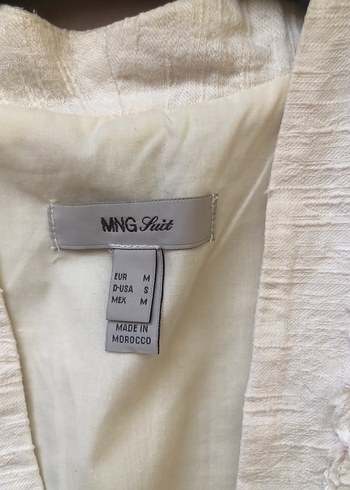 MNG Suit
EUR M
D-USA S
MEX M
MADE IN
MOROCCO